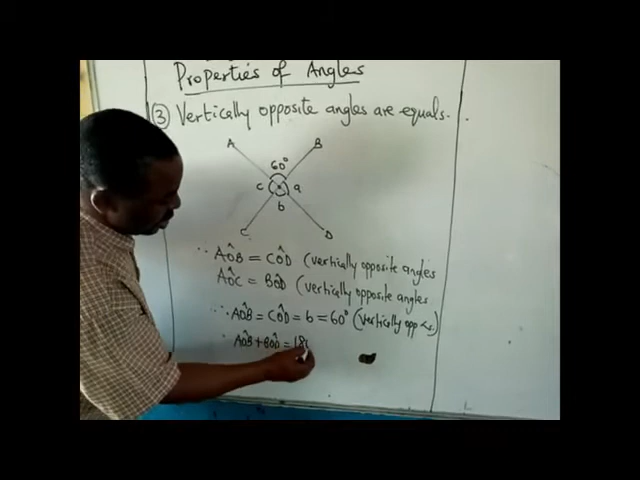 Properties of Angles
③ Vertically opposite angles are equals.
A B
60°
c a
b
C D
∴ AÔB = CÔD (vertically opposite angles
AÔC = BÔD (vertically opposite angles
∴ AÔB = CÔD = b = 60° (vertically opp ∠s)
∴ AÔB + BÔD = 18